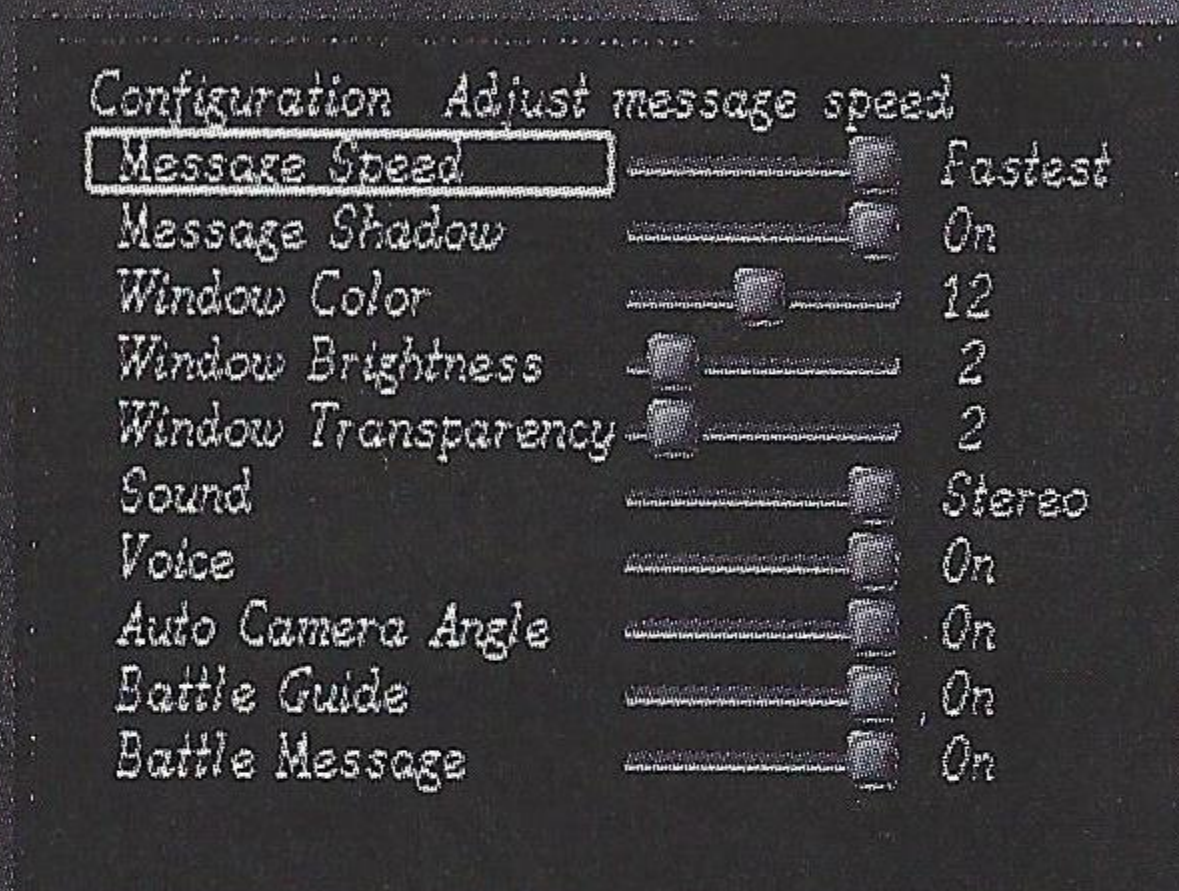 Configuration Adjust message speed
Message Speed Fastest
Message Shadow On
Window Color 12
Window Brightness 2
Window Transparency 2
Sound Stereo
Voice On
Auto Camera Angle On
Battle Guide On
Battle Message On